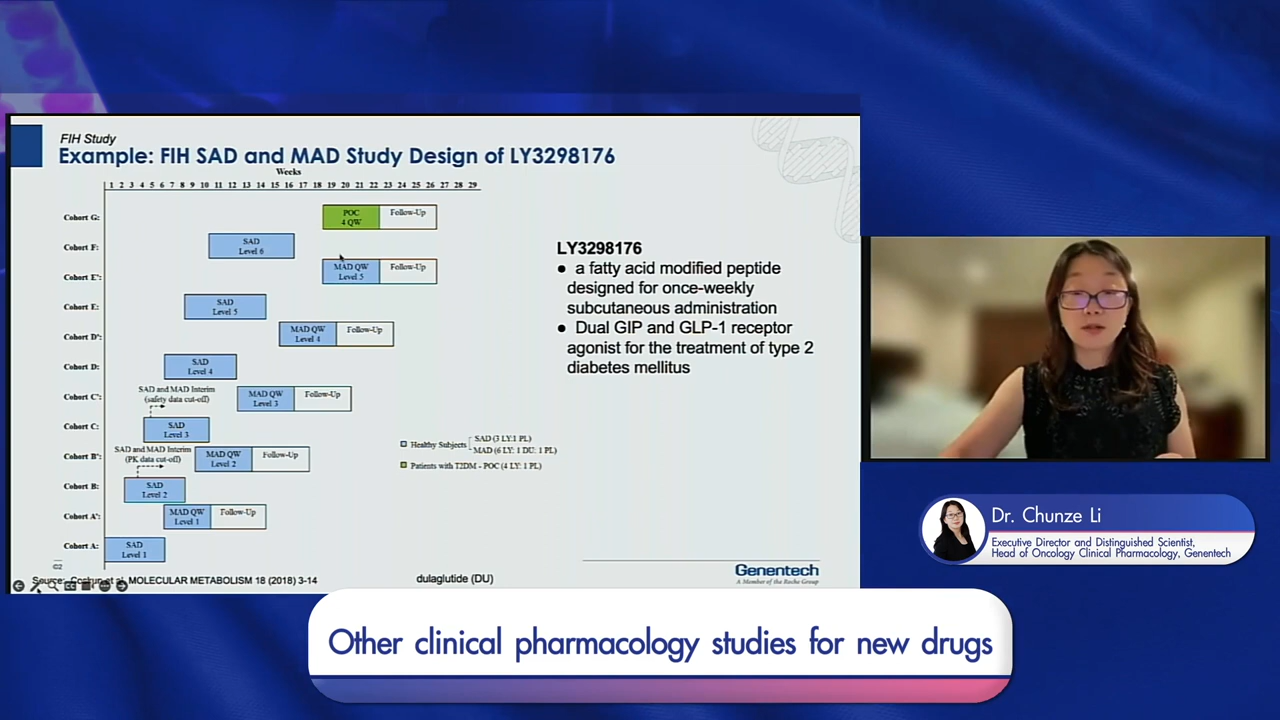 FIH Study
Example: FIH SAD and MAD Study Design of LY3298176
Weeks
1 2 3 4 5 6 7 8 9 10 11 12 13 14 15 16 17 18 19 20 21 22 23 24 25 26 27 28 29
Cohort G:
POC
4 QW
Follow-Up
Cohort F:
SAD
Level 6
Cohort E':
MAD QW
Level 5
Follow-Up
Cohort E:
SAD
Level 5
Cohort D':
MAD QW
Level 4
Follow-Up
Cohort D:
SAD
Level 4
SAD and MAD Interim
(safety data cut-off)
Cohort C':
MAD QW
Level 3
Follow-Up
Cohort C:
SAD
Level 3
SAD and MAD Interim
(PK data cut-off)
Cohort B':
MAD QW
Level 2
Follow-Up
Cohort B:
SAD
Level 2
Cohort A':
MAD QW
Level 1
Follow-Up
Cohort A:
SAD
Level 1
Healthy Subjects
SAD (3 LY:1 PL)
MAD (6 LY: 1 DU: 1 PL)
Patients with T2DM - POC (4 LY: 1 PL)
LY3298176
● a fatty acid modified peptide
designed for once-weekly
subcutaneous administration
● Dual GIP and GLP-1 receptor
agonist for the treatment of type 2
diabetes mellitus
Source: Coskun et al. MOLECULAR METABOLISM 18 (2018) 3-14
dulaglutide (DU)
Genentech
A Member of the Roche Group
Dr. Chunze Li
Executive Director and Distinguished Scientist,
Head of Oncology Clinical Pharmacology, Genentech
Other clinical pharmacology studies for new drugs